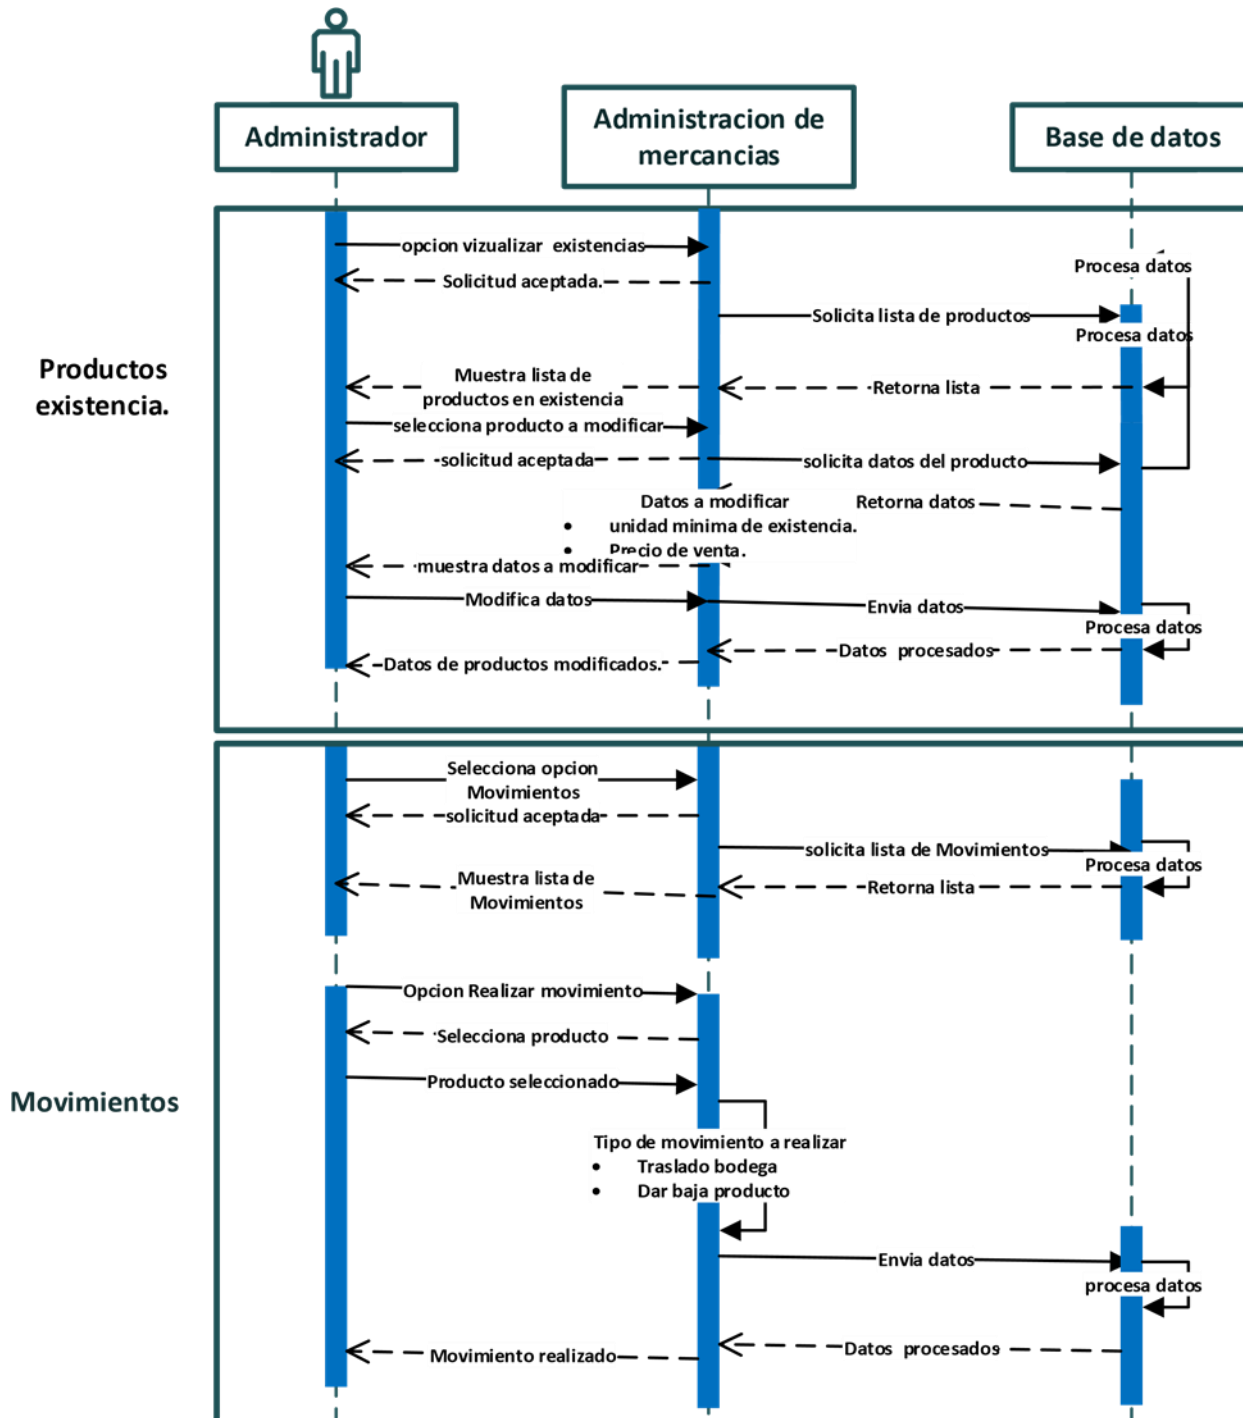 Administrador
Administracion de
mercancias
Base de datos
opcion vizualizar existencias
Procesa datos
Solicitud aceptada.
Solicita lista de productos
Procesa datos
Productos
existencia.
Muestra lista de
productos en existencia
Retorna lista
selecciona producto a modificar
solicitud aceptada
solicita datos del producto
Datos a modificar
• unidad minima de existencia.
• Precio de venta.
Retorna datos
muestra datos a modificar
Modifica datos
Envia datos
Procesa datos
Datos procesados
Datos de productos modificados.
Selecciona opcion
Movimientos
solicitud aceptada
solicita lista de Movimientos
Procesa datos
Muestra lista de
Movimientos
Retorna lista
Opcion Realizar movimiento
Selecciona producto
Producto seleccionado
Movimientos
Tipo de movimiento a realizar
• Traslado bodega
• Dar baja producto
Envia datos
procesa datos
Datos procesados
Movimiento realizado